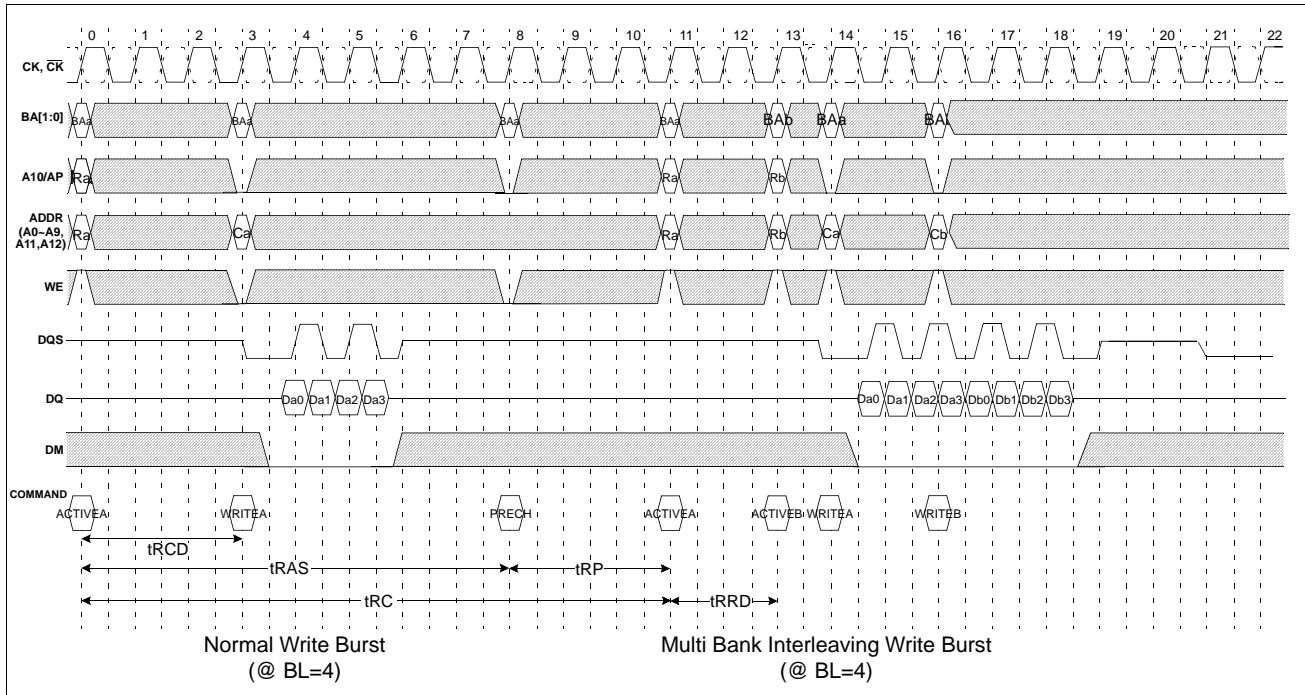 0 1 2 3 4 5 6 7 8 9 10 11 12 13 14 15 16 17 18 19 20 21 22
CK, CK
BA[1:0] BAa BAa BAa BAa BAb BAa
A10/AP Ra Ra Rb
ADDR
(A0~A9,
A11,A12) Ra Ca Ra Rb Ca Cb
WE
DQS
DQ Da0 Da1 Da2 Da3 Da0 Da1 Da2 Da3 Db0 Db1 Db2 Db3
DM
COMMAND
ACTIVEA WRITEA PRECH ACTIVEA ACTIVEB WRITEA WRITEB
tRCD
tRAS tRP
tRC tRRD
Normal Write Burst Multi Bank Interleaving Write Burst
(@ BL=4) (@ BL=4)